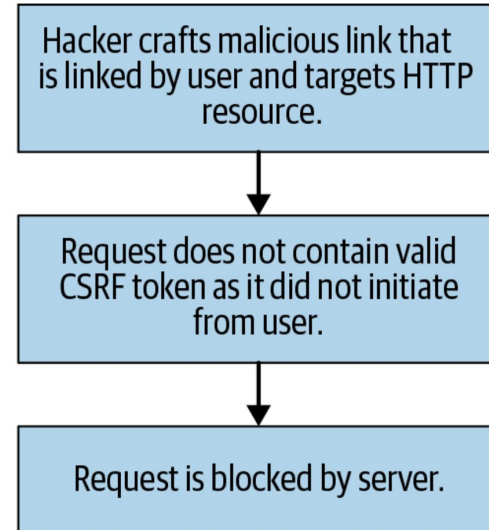 Hacker crafts malicious link that
is linked by user and targets HTTP
resource.
Request does not contain valid
CSRF token as it did not initiate
from user.
Request is blocked by server.